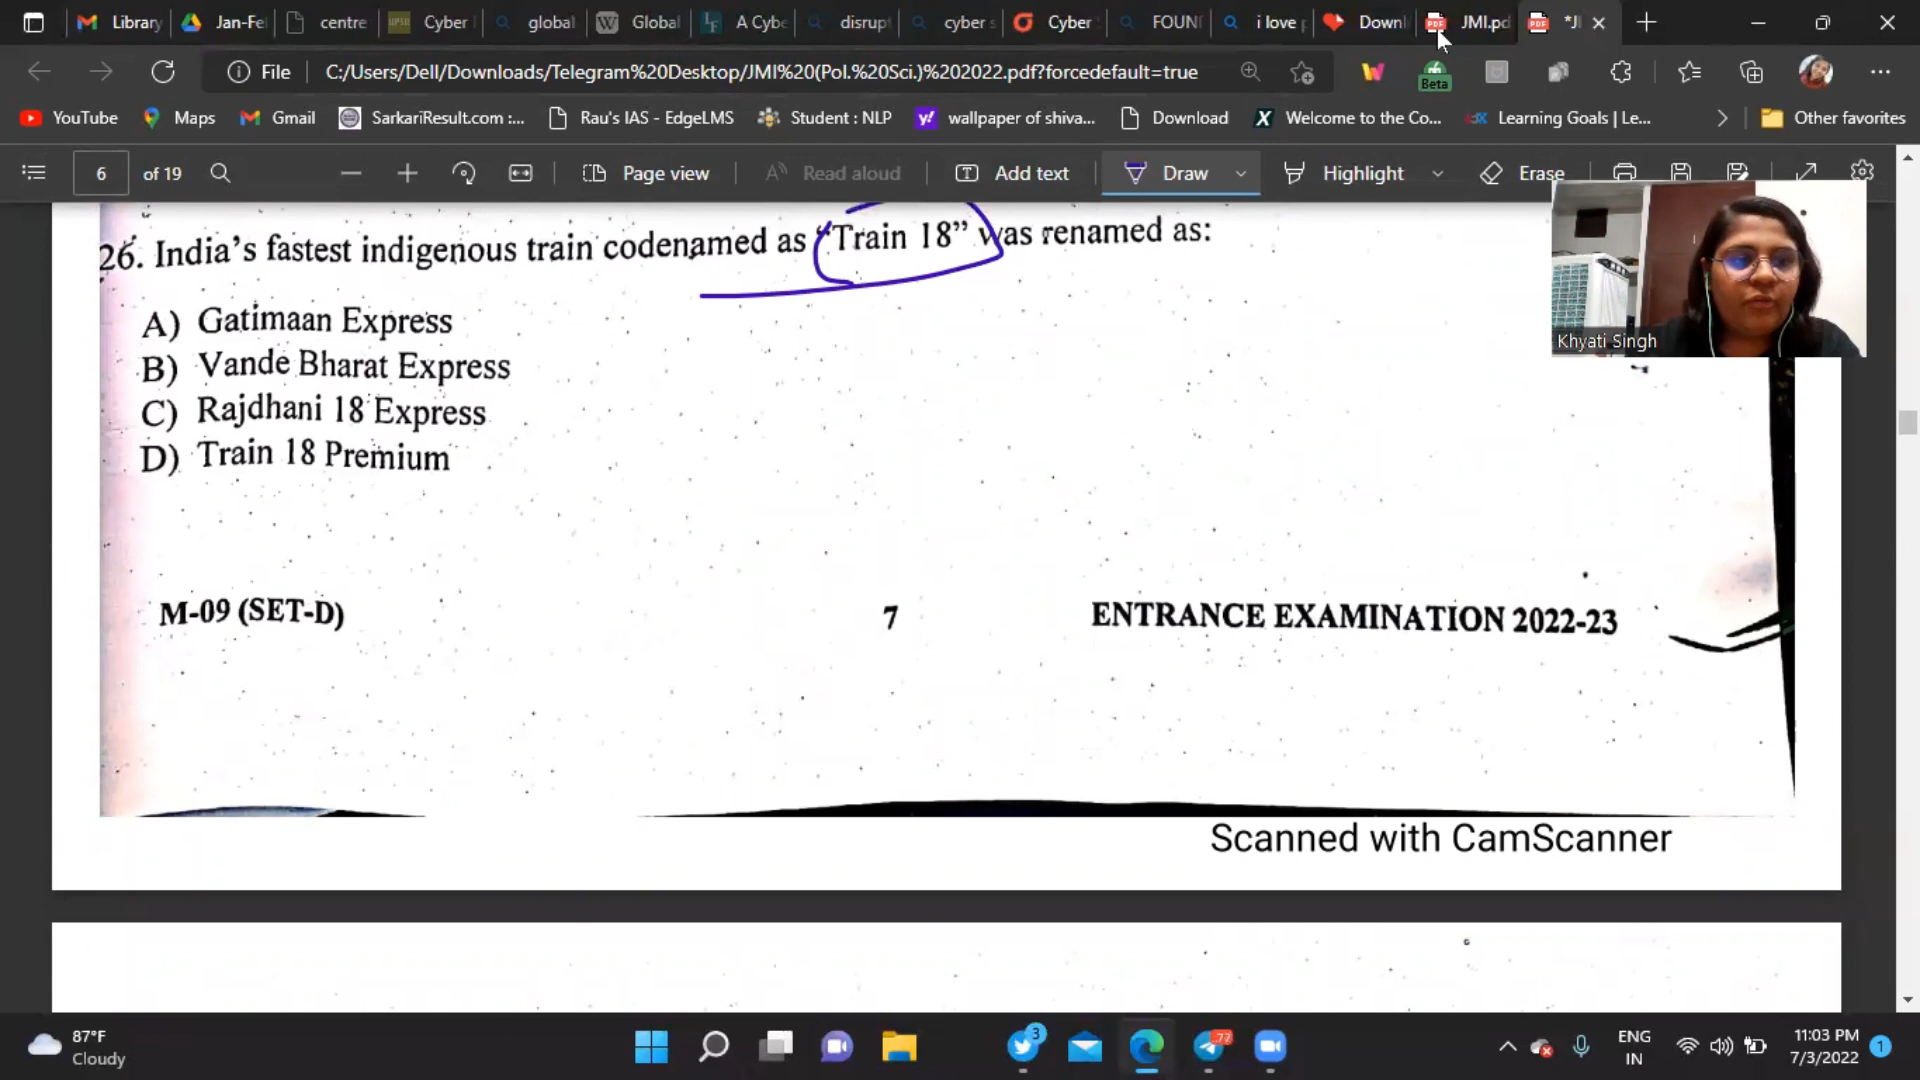 Library
Jan-Fe
centre
Cyber
global
Global
A Cybe
disrupt
cyber s
Cyber
FOUN
i love p
Downl
JMI.pd
*JI
File
C:/Users/Dell/Downloads/Telegram%20Desktop/JMI%20(Pol.%20Sci.)%202022.pdf?forcedefault=true
Beta
YouTube
Maps
Gmail
SarkariResult.com :...
Rau's IAS - EdgeLMS
Student : NLP
wallpaper of shiva...
Download
Welcome to the Co...
Learning Goals | Le...
Other favorites
6 of 19
Page view
Read aloud
Add text
Draw
Highlight
Erase
26. India's fastest indigenous train codenamed as "Train 18" was renamed as:
A) Gatimaan Express
B) Vande Bharat Express
C) Rajdhani 18 Express
D) Train 18 Premium
Khyati Singh
M-09 (SET-D)
7
ENTRANCE EXAMINATION 2022-23
Scanned with CamScanner
87°F
Cloudy
3
77
ENG
IN
11:03 PM
7/3/2022
1